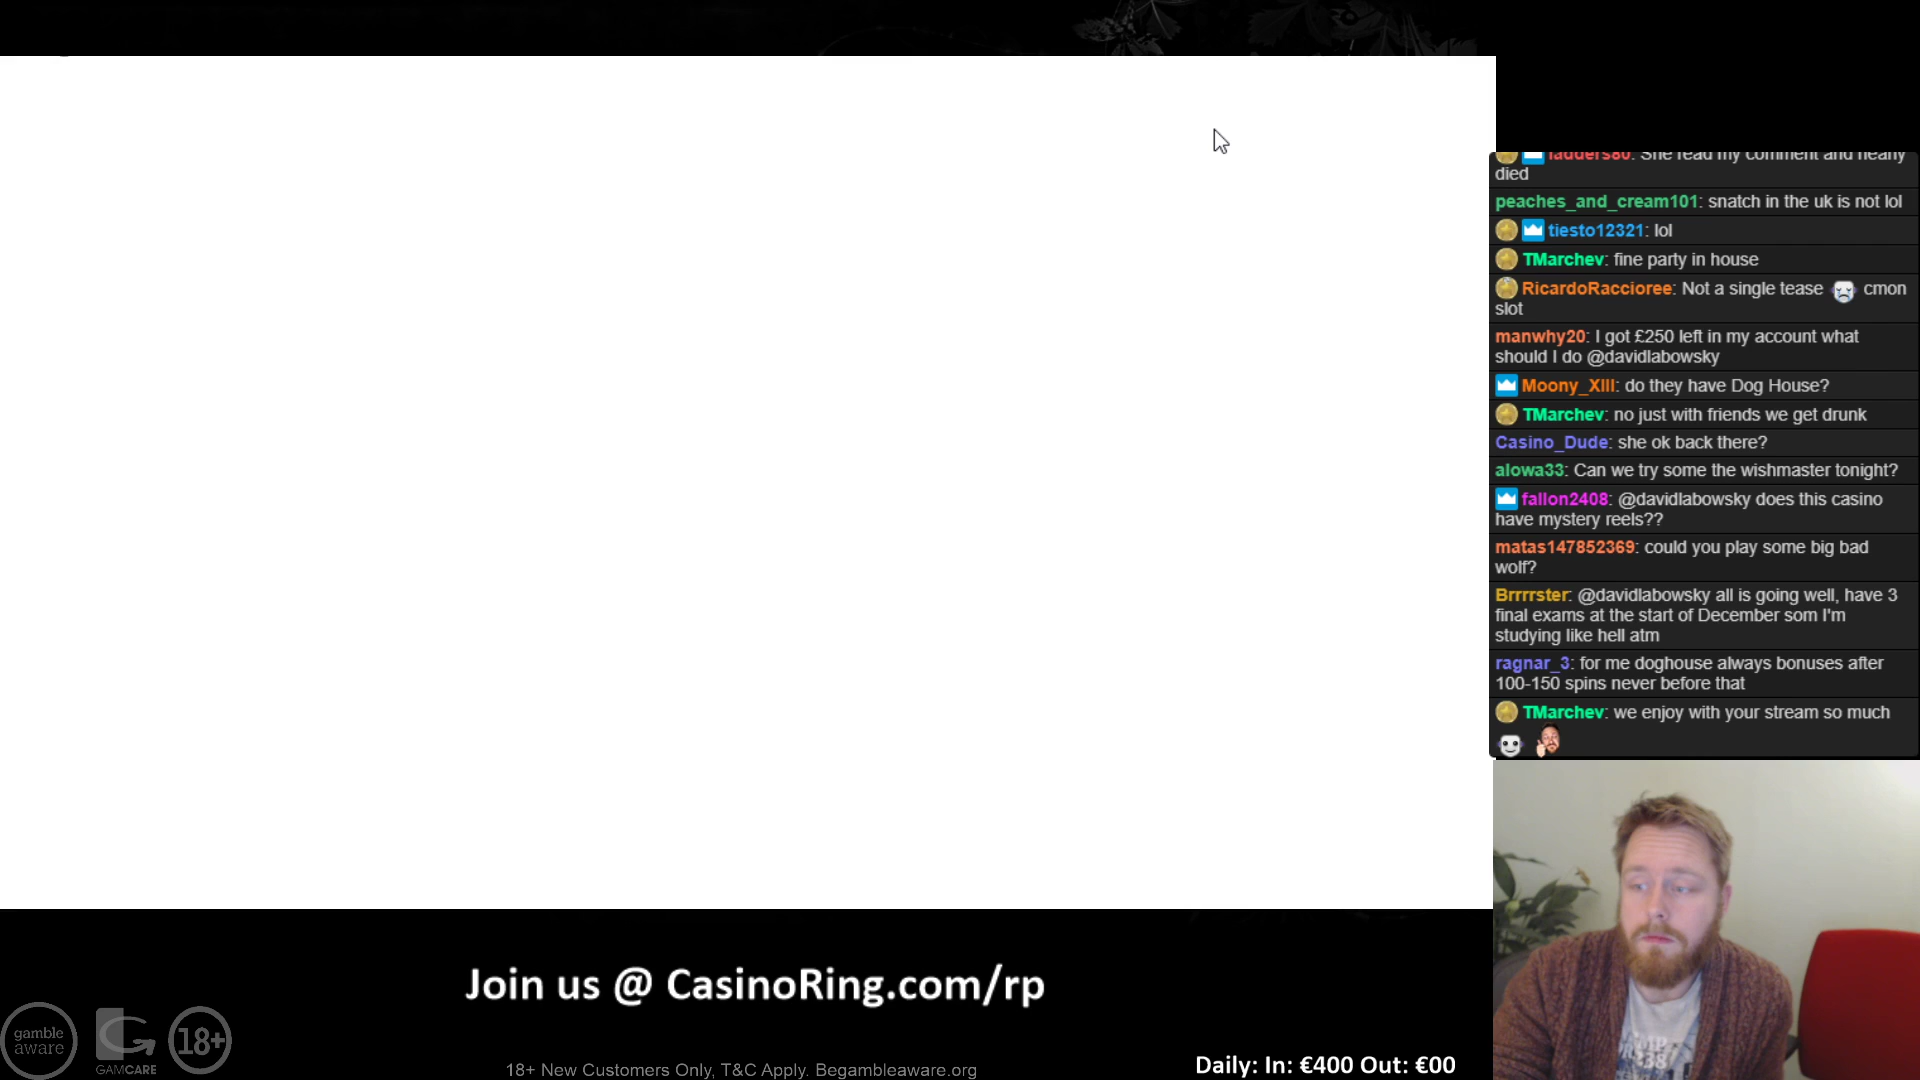 ladders80: She read my comment and nearly
died
peaches_and_cream101: snatch in the uk is not lol
tiesto12321: lol
TMarchev: fine party in house
RicardoRaccioree: Not a single tease cmon
slot
manwhy20: I got £250 left in my account what
should I do @davidlabowsky
Moony_XIII: do they have Dog House?
TMarchev: no just with friends we get drunk
Casino_Dude: she ok back there?
alowa33: Can we try some the wishmaster tonight?
fallon2408: @davidlabowsky does this casino
have mystery reels??
matas147852369: could you play some big bad
wolf?
Brrrrster: @davidlabowsky all is going well, have 3
final exams at the start of December som I'm
studying like hell atm
ragnar_3: for me doghouse always bonuses after
100-150 spins never before that
TMarchev: we enjoy with your stream so much
Join us @ CasinoRing.com/rp
gamble
aware
GAMCARE
18+
18+ New Customers Only, T&C Apply. Begambleaware.org
Daily: In: €400 Out: €00